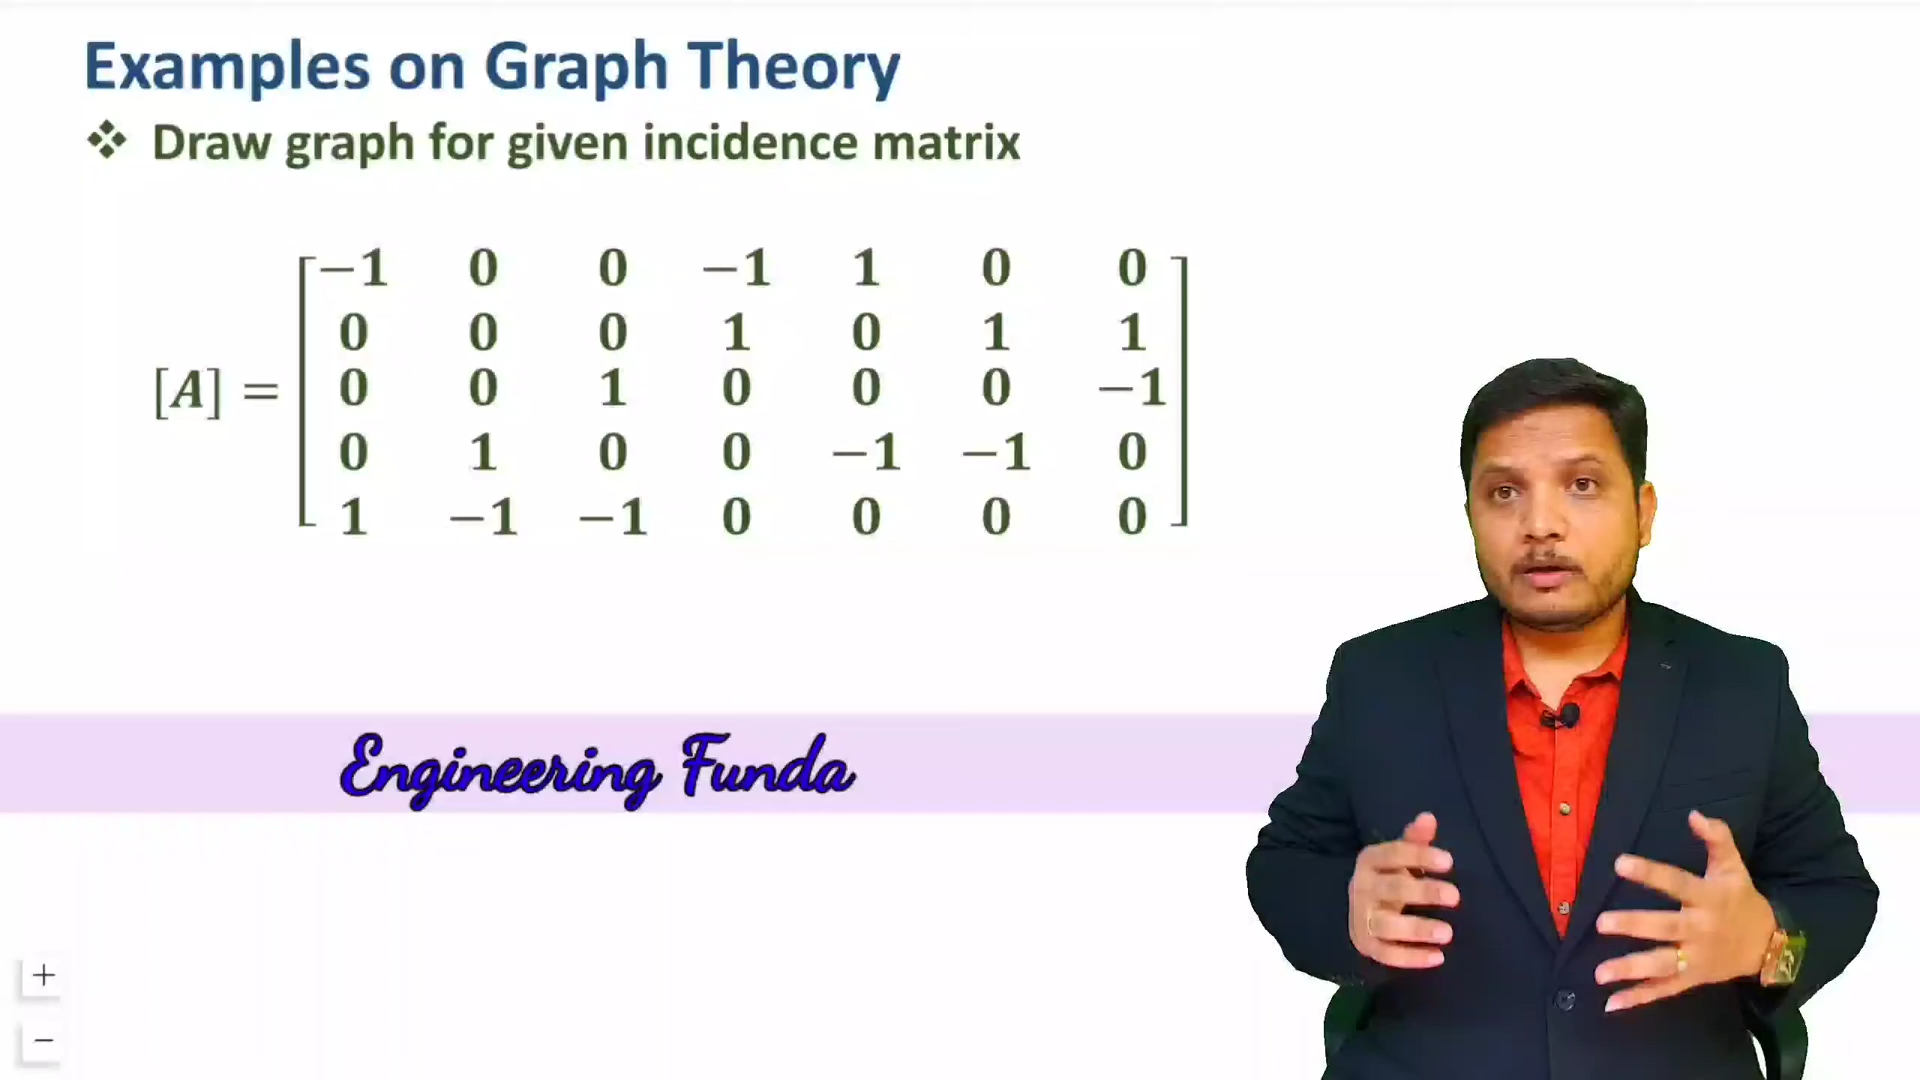 Examples on Graph Theory
❖ Draw graph for given incidence matrix
−1 0 0 −1 1 0 0
0 0 0 1 0 1 1
[A] = 0 0 1 0 0 0 −1
0 1 0 0 −1 −1 0
1 −1 −1 0 0 0 0
Engineering Funda
+
−